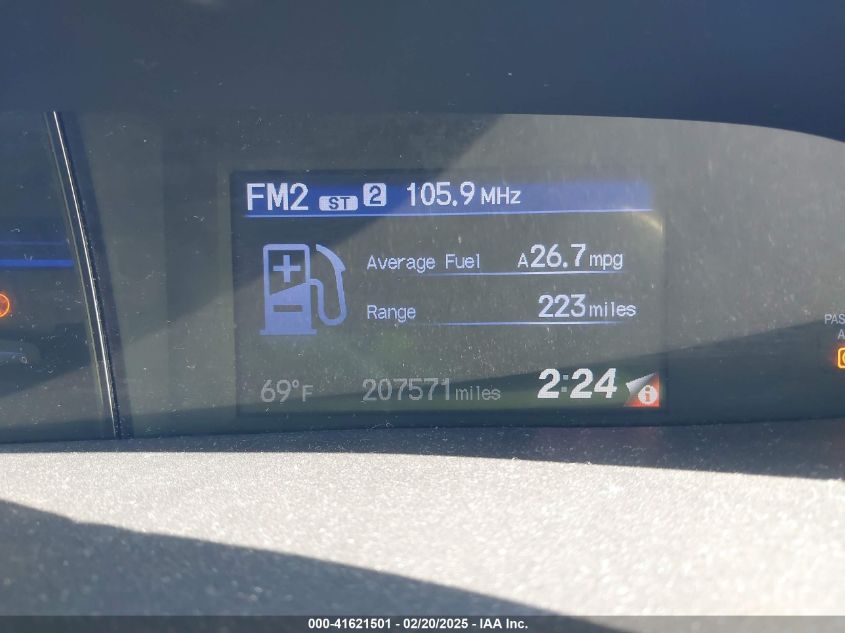 FM2 ST 2 105.9 MHz
Average Fuel A26.7 mpg
Range 223 miles
69°F 207571 miles 2:24 i
PAS
A
000-41621501 - 02/20/2025 - IAA Inc.